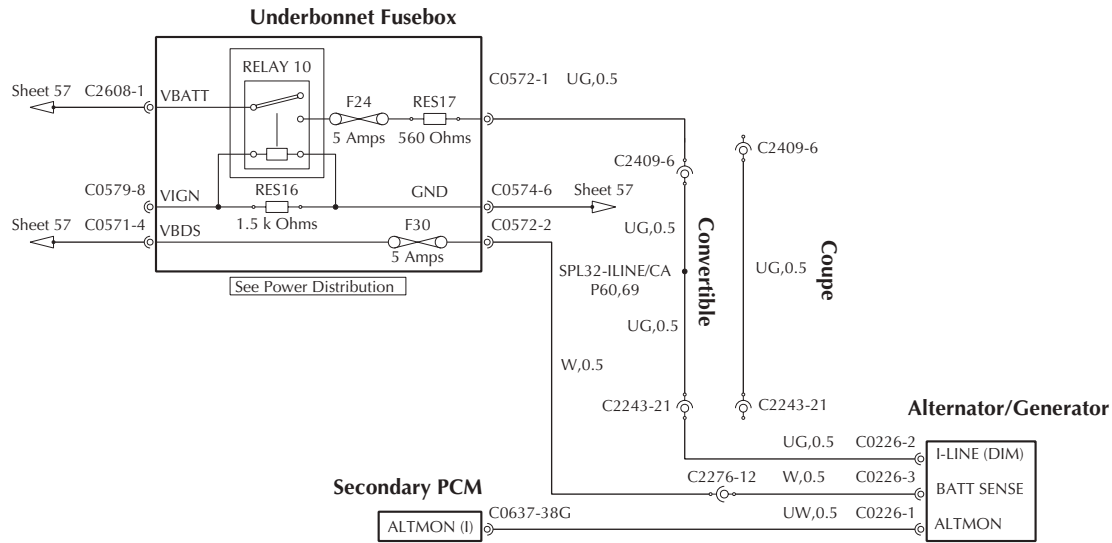 Underbonnet Fusebox
RELAY 10
C0572-1 UG,0.5
Sheet 57 C2608-1 VBATT
F24 RES17
5 Amps 560 Ohms
C2409-6
C2409-6
C0579-8 VIGN
RES16
1.5 k Ohms
GND C0574-6 Sheet 57
Sheet 57 C0571-4 VBDS
F30
5 Amps
C0572-2
See Power Distribution
UG,0.5
Convertible
SPL32-ILINE/CA
P60,69
UG,0.5
Coupe
UG,0.5
W,0.5
C2243-21
C2243-21
Alternator/Generator
UG,0.5 C0226-2 I-LINE (DIM)
C2276-12 W,0.5 C0226-3 BATT SENSE
Secondary PCM
ALTMON (I) C0637-38G UW,0.5 C0226-1 ALTMON